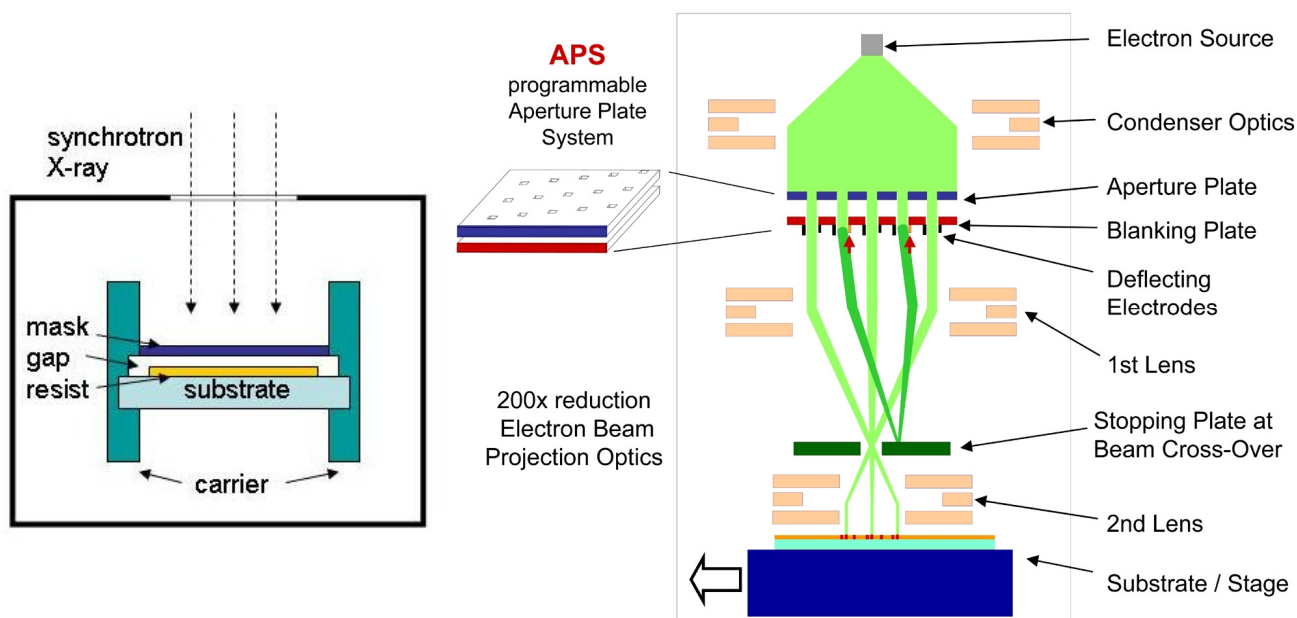 synchrotron
X-ray
mask
gap
resist
substrate
carrier
APS
programmable
Aperture Plate
System
200x reduction
Electron Beam
Projection Optics
Electron Source
Condenser Optics
Aperture Plate
Blanking Plate
Deflecting
Electrodes
1st Lens
Stopping Plate at
Beam Cross-Over
2nd Lens
Substrate / Stage